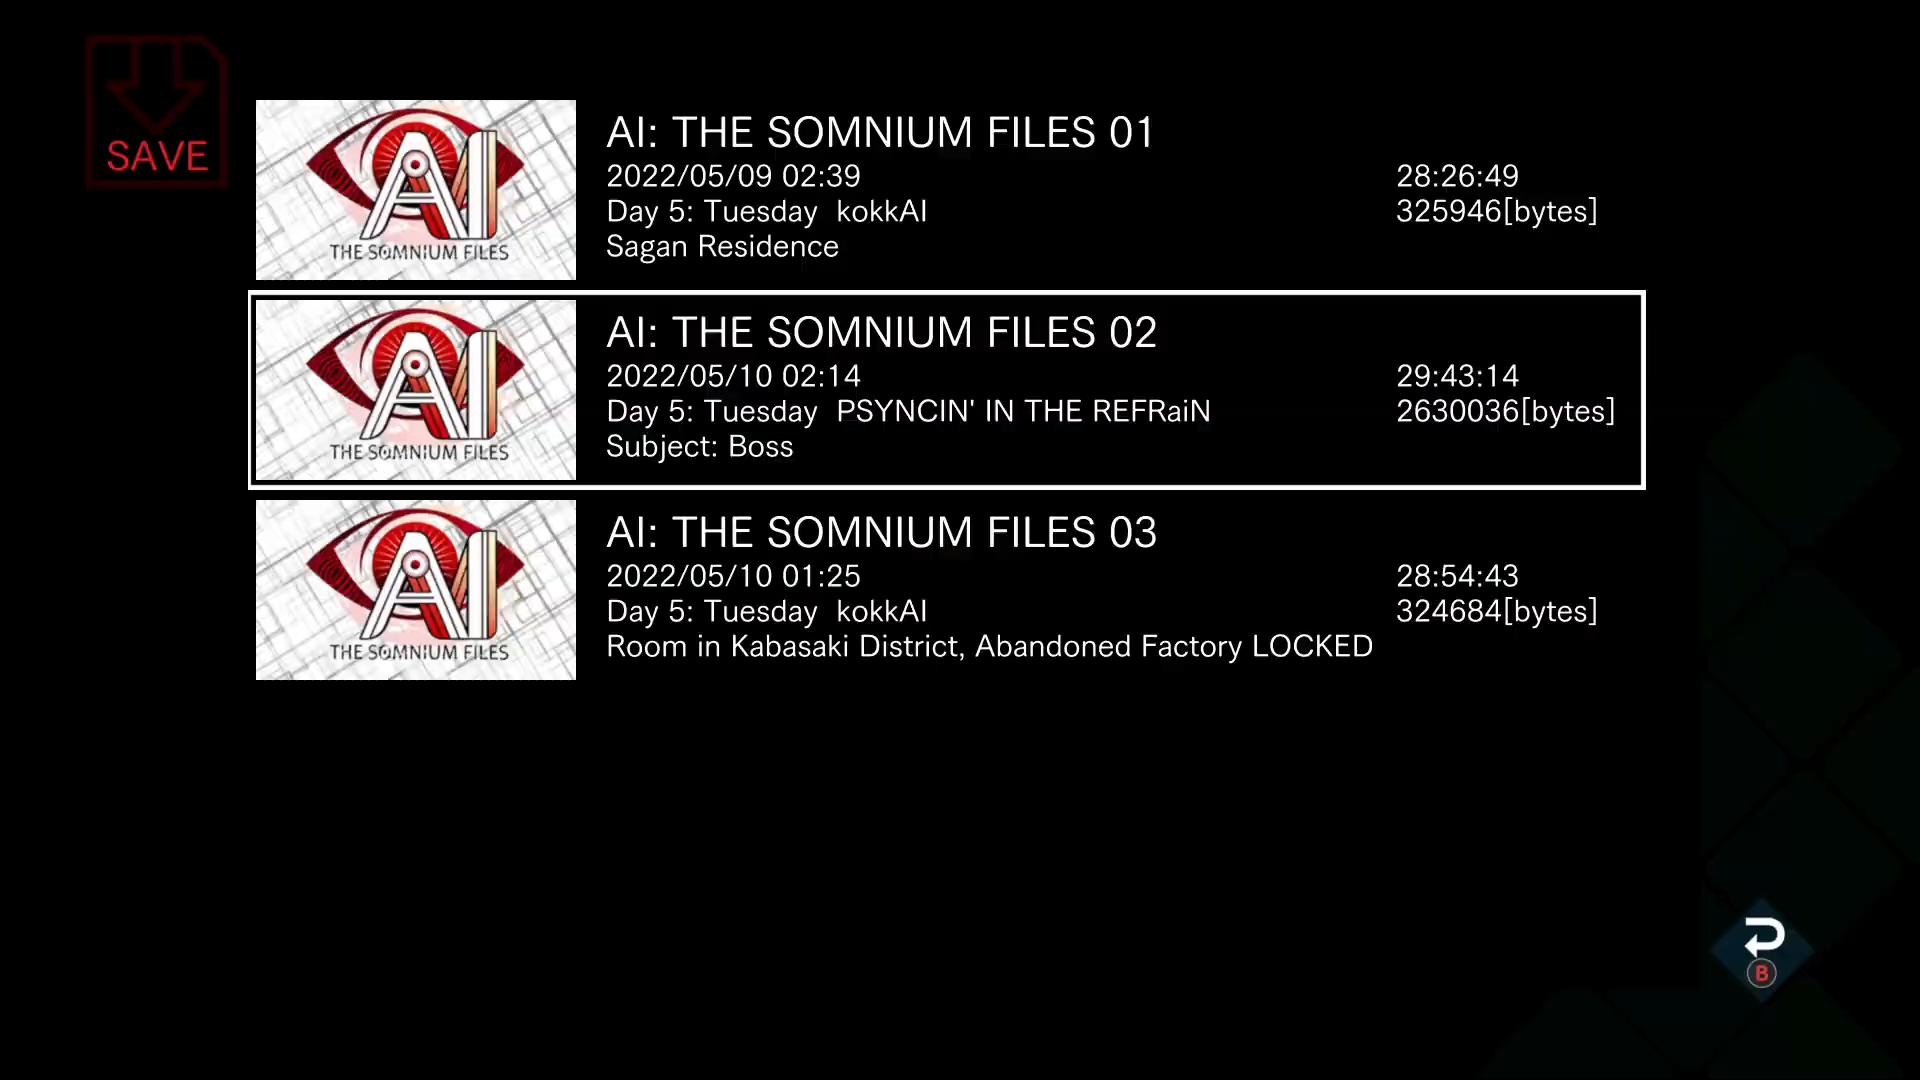 SAVE
AI
THE SOMNIUM FILES
AI: THE SOMNIUM FILES 01
2022/05/09 02:39 28:26:49
Day 5: Tuesday kokkAI 325946[bytes]
Sagan Residence
AI
THE SOMNIUM FILES
AI: THE SOMNIUM FILES 02
2022/05/10 02:14 29:43:14
Day 5: Tuesday PSYNCIN' IN THE REFRaiN 2630036[bytes]
Subject: Boss
AI
THE SOMNIUM FILES
AI: THE SOMNIUM FILES 03
2022/05/10 01:25 28:54:43
Day 5: Tuesday kokkAI 324684[bytes]
Room in Kabasaki District, Abandoned Factory LOCKED
B